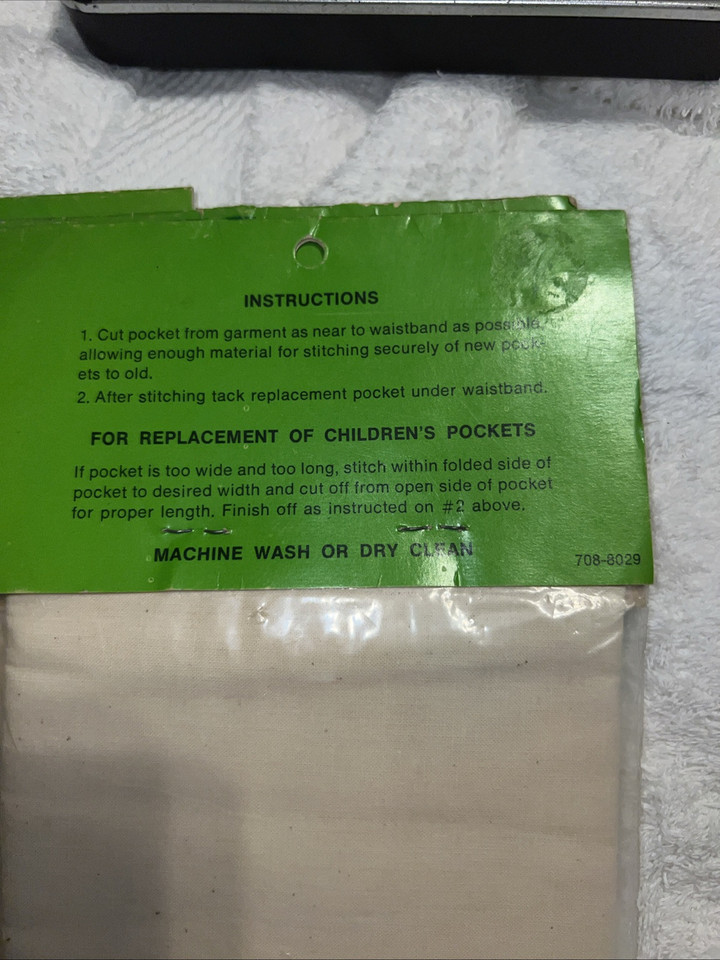 INSTRUCTIONS
1. Cut pocket from garment as near to waistband as possible,
allowing enough material for stitching securely of new pock-
ets to old.
2. After stitching tack replacement pocket under waistband.
FOR REPLACEMENT OF CHILDREN'S POCKETS
If pocket is too wide and too long, stitch within folded side of
pocket to desired width and cut off from open side of pocket
for proper length. Finish off as instructed on #2 above.
MACHINE WASH OR DRY CLEAN
708-8029